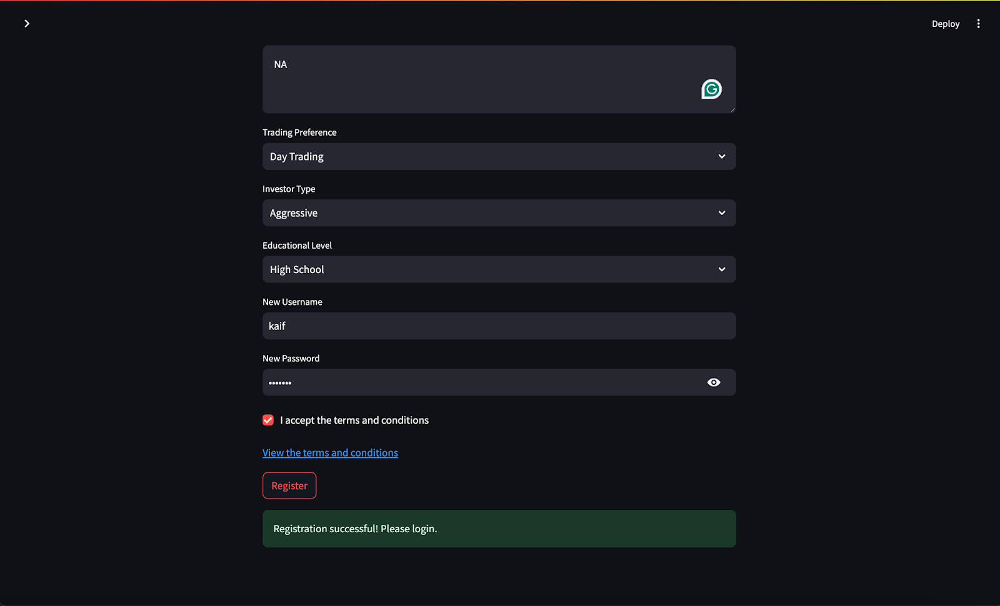 Deploy
NA
Trading Preference
Day Trading
Investor Type
Aggressive
Educational Level
High School
New Username
kaif
New Password
•••••••
I accept the terms and conditions
View the terms and conditions
Register
Registration successful! Please login.